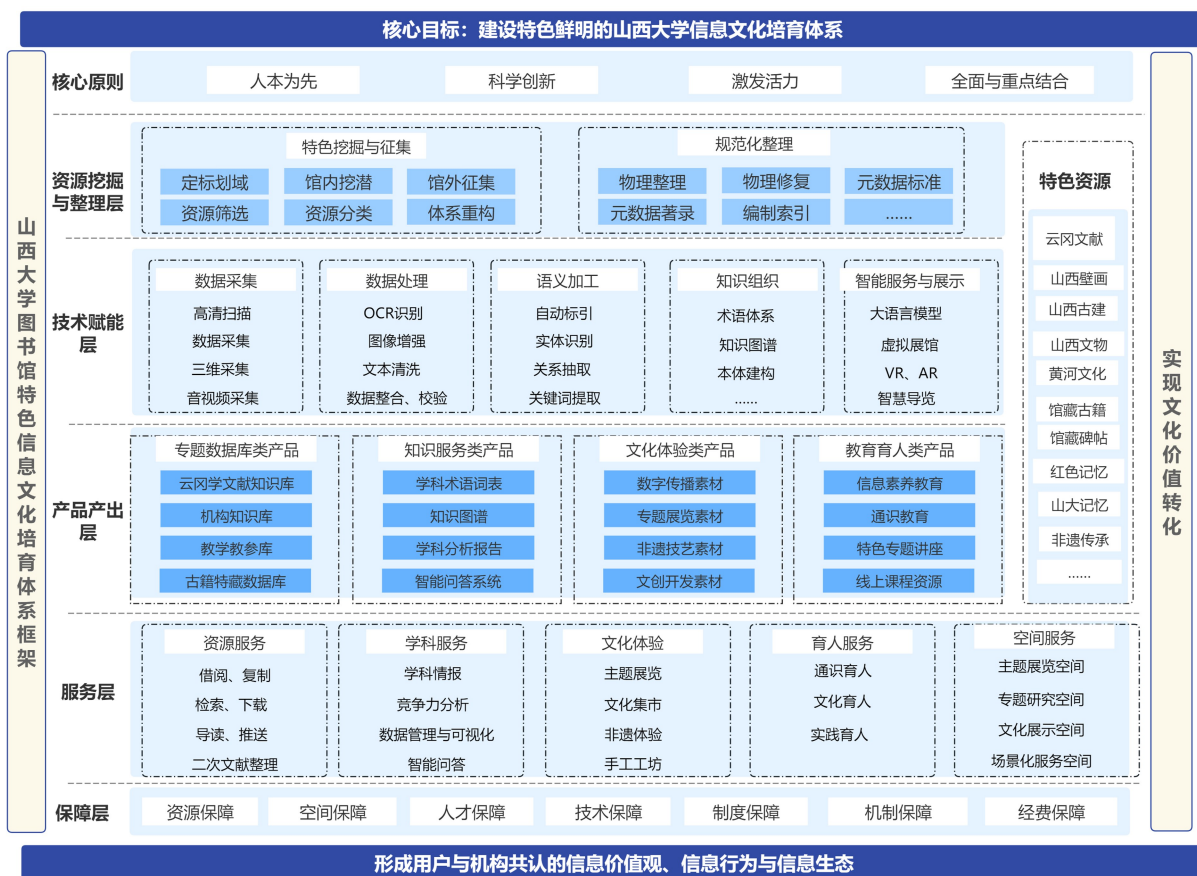 核心目标：建设特色鲜明的山西大学信息文化培育体系
山西大学图书馆特色信息文化培育体系框架
核心原则
人本为先
科学创新
激发活力
全面与重点结合
资源挖掘
与整理层
特色挖掘与征集
定标划域
馆内挖潜
馆外征集
资源筛选
资源分类
体系重构
规范化整理
物理整理
物理修复
元数据标准
元数据著录
编制索引
......
技术赋能
层
数据采集
高清扫描
数据采集
三维采集
音视频采集
数据处理
OCR识别
图像增强
文本清洗
数据整合、校验
语义加工
自动标引
实体识别
关系抽取
关键词提取
知识组织
术语体系
知识图谱
本体建构
......
智能服务与展示
大语言模型
虚拟展馆
VR、AR
智慧导览
产品产出
层
专题数据库类产品
云冈学文献知识库
机构知识库
教学教参库
古籍特藏数据库
知识服务类产品
学科术语词表
知识图谱
学科分析报告
智能问答系统
文化体验类产品
数字传播素材
专题展览素材
非遗技艺素材
文创开发素材
教育育人类产品
信息素养教育
通识教育
特色专题讲座
线上课程资源
特色资源
云冈文献
山西壁画
山西古建
山西文物
黄河文化
馆藏古籍
馆藏碑帖
红色记忆
山大记忆
非遗传承
......
服务层
资源服务
借阅、复制
检索、下载
导读、推送
二次文献整理
学科服务
学科情报
竞争力分析
数据管理与可视化
智能问答
文化体验
主题展览
文化集市
非遗体验
手工工坊
育人服务
通识育人
文化育人
实践育人
空间服务
主题展览空间
专题研究空间
文化展示空间
场景化服务空间
保障层
资源保障
空间保障
人才保障
技术保障
制度保障
机制保障
经费保障
实现文化价值转化
形成用户与机构共认的信息价值观、信息行为与信息生态